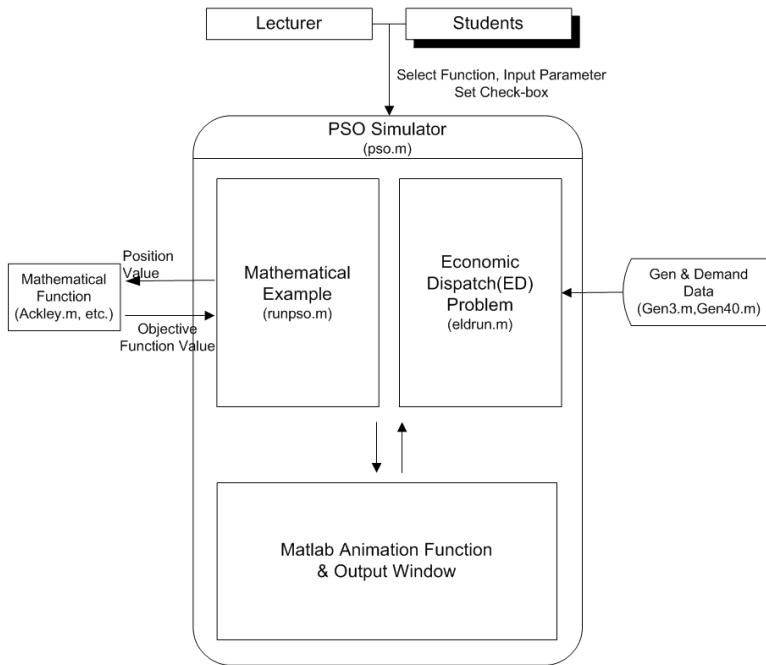 Lecturer
Students
Select Function, Input Parameter
Set Check-box
PSO Simulator
(pso.m)
Position
Value
Mathematical
Function
(Ackley.m, etc.)
Objective
Function Value
Mathematical
Example
(runpso.m)
Economic
Dispatch(ED)
Problem
(eldrun.m)
Gen & Demand
Data
(Gen3.m,Gen40.m)
Matlab Animation Function
& Output Window